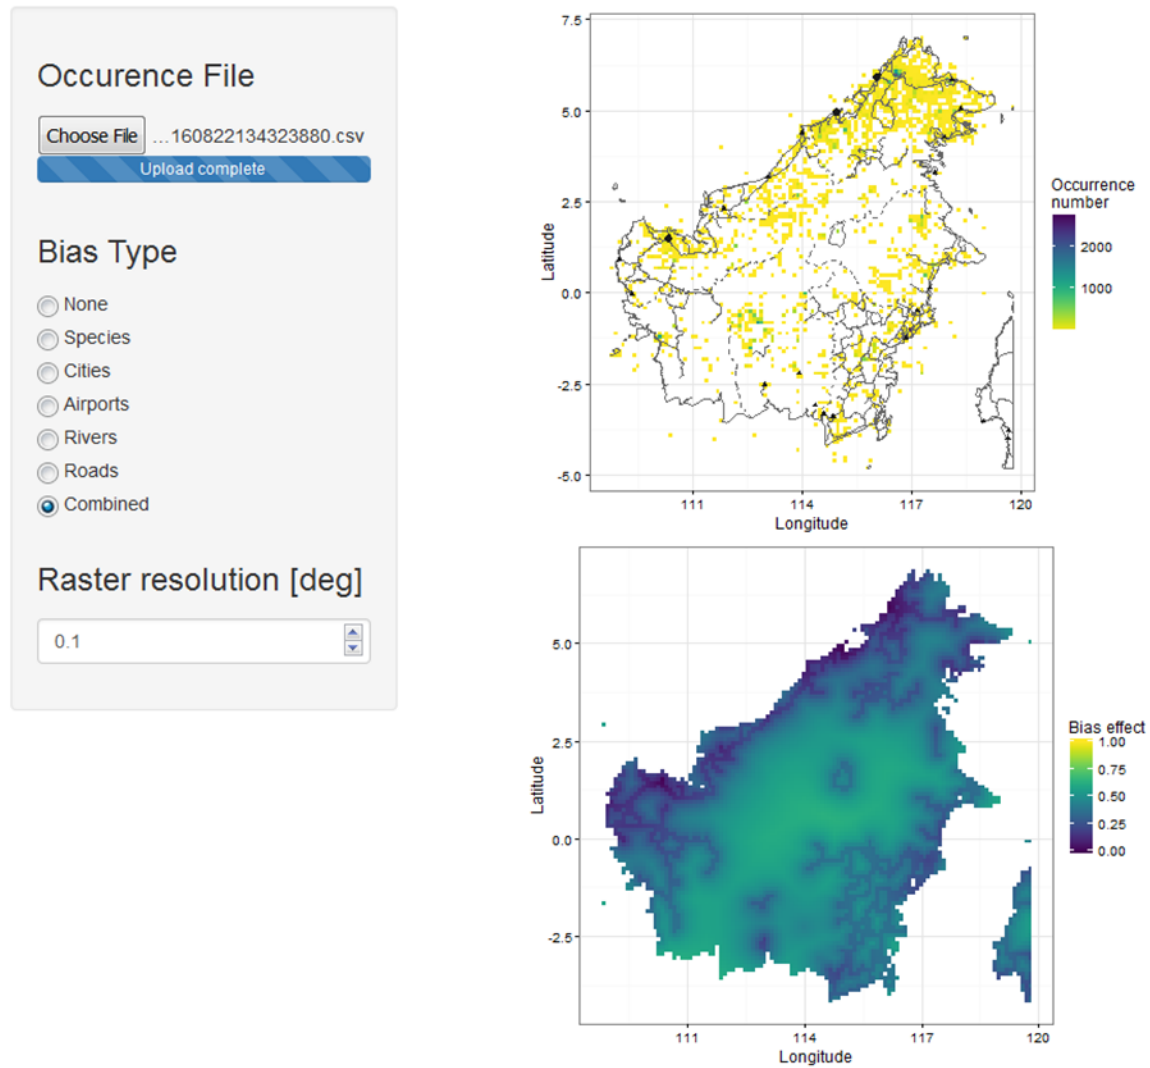 Occurence File
Choose File ...160822134323880.csv
Upload complete
Bias Type
None
Species
Cities
Airports
Rivers
Roads
Combined
Raster resolution [deg]
0.1
7.5
5.0
2.5
0.0
-2.5
-5.0
Latitude
111 114 117 120
Longitude
Occurrence
number
2000
1000
5.0
2.5
0.0
-2.5
Latitude
111 114 117 120
Longitude
Bias effect
1.00
0.75
0.50
0.25
0.00